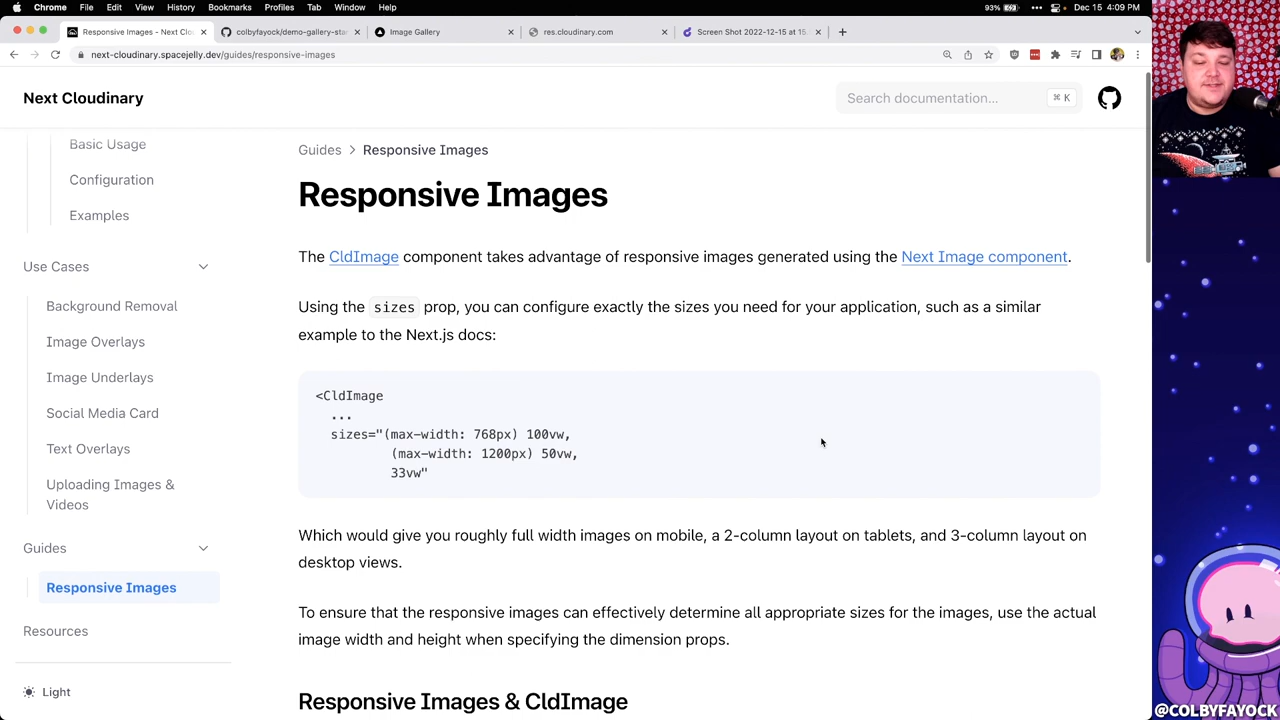 Chrome File Edit View History Bookmarks Profiles Tab Window Help 93% Dec 15 4:09 PM
Responsive Images - Next Clou colbyfayock/demo-gallery-star Image Gallery res.cloudinary.com Screen Shot 2022-12-15 at 15.
next-cloudinary.spacejelly.dev/guides/responsive-images
Next Cloudinary
Search documentation... ⌘ K
Basic Usage
Configuration
Examples
Use Cases
Background Removal
Image Overlays
Image Underlays
Social Media Card
Text Overlays
Uploading Images &
Videos
Guides
Responsive Images
Resources
Light
Guides > Responsive Images
Responsive Images
The CldImage component takes advantage of responsive images generated using the Next Image component.
Using the sizes prop, you can configure exactly the sizes you need for your application, such as a similar
example to the Next.js docs:
<CldImage
...
sizes="(max-width: 768px) 100vw,
(max-width: 1200px) 50vw,
33vw"
Which would give you roughly full width images on mobile, a 2-column layout on tablets, and 3-column layout on
desktop views.
To ensure that the responsive images can effectively determine all appropriate sizes for the images, use the actual
image width and height when specifying the dimension props.
Responsive Images & CldImage
@COLBYFAYOCK